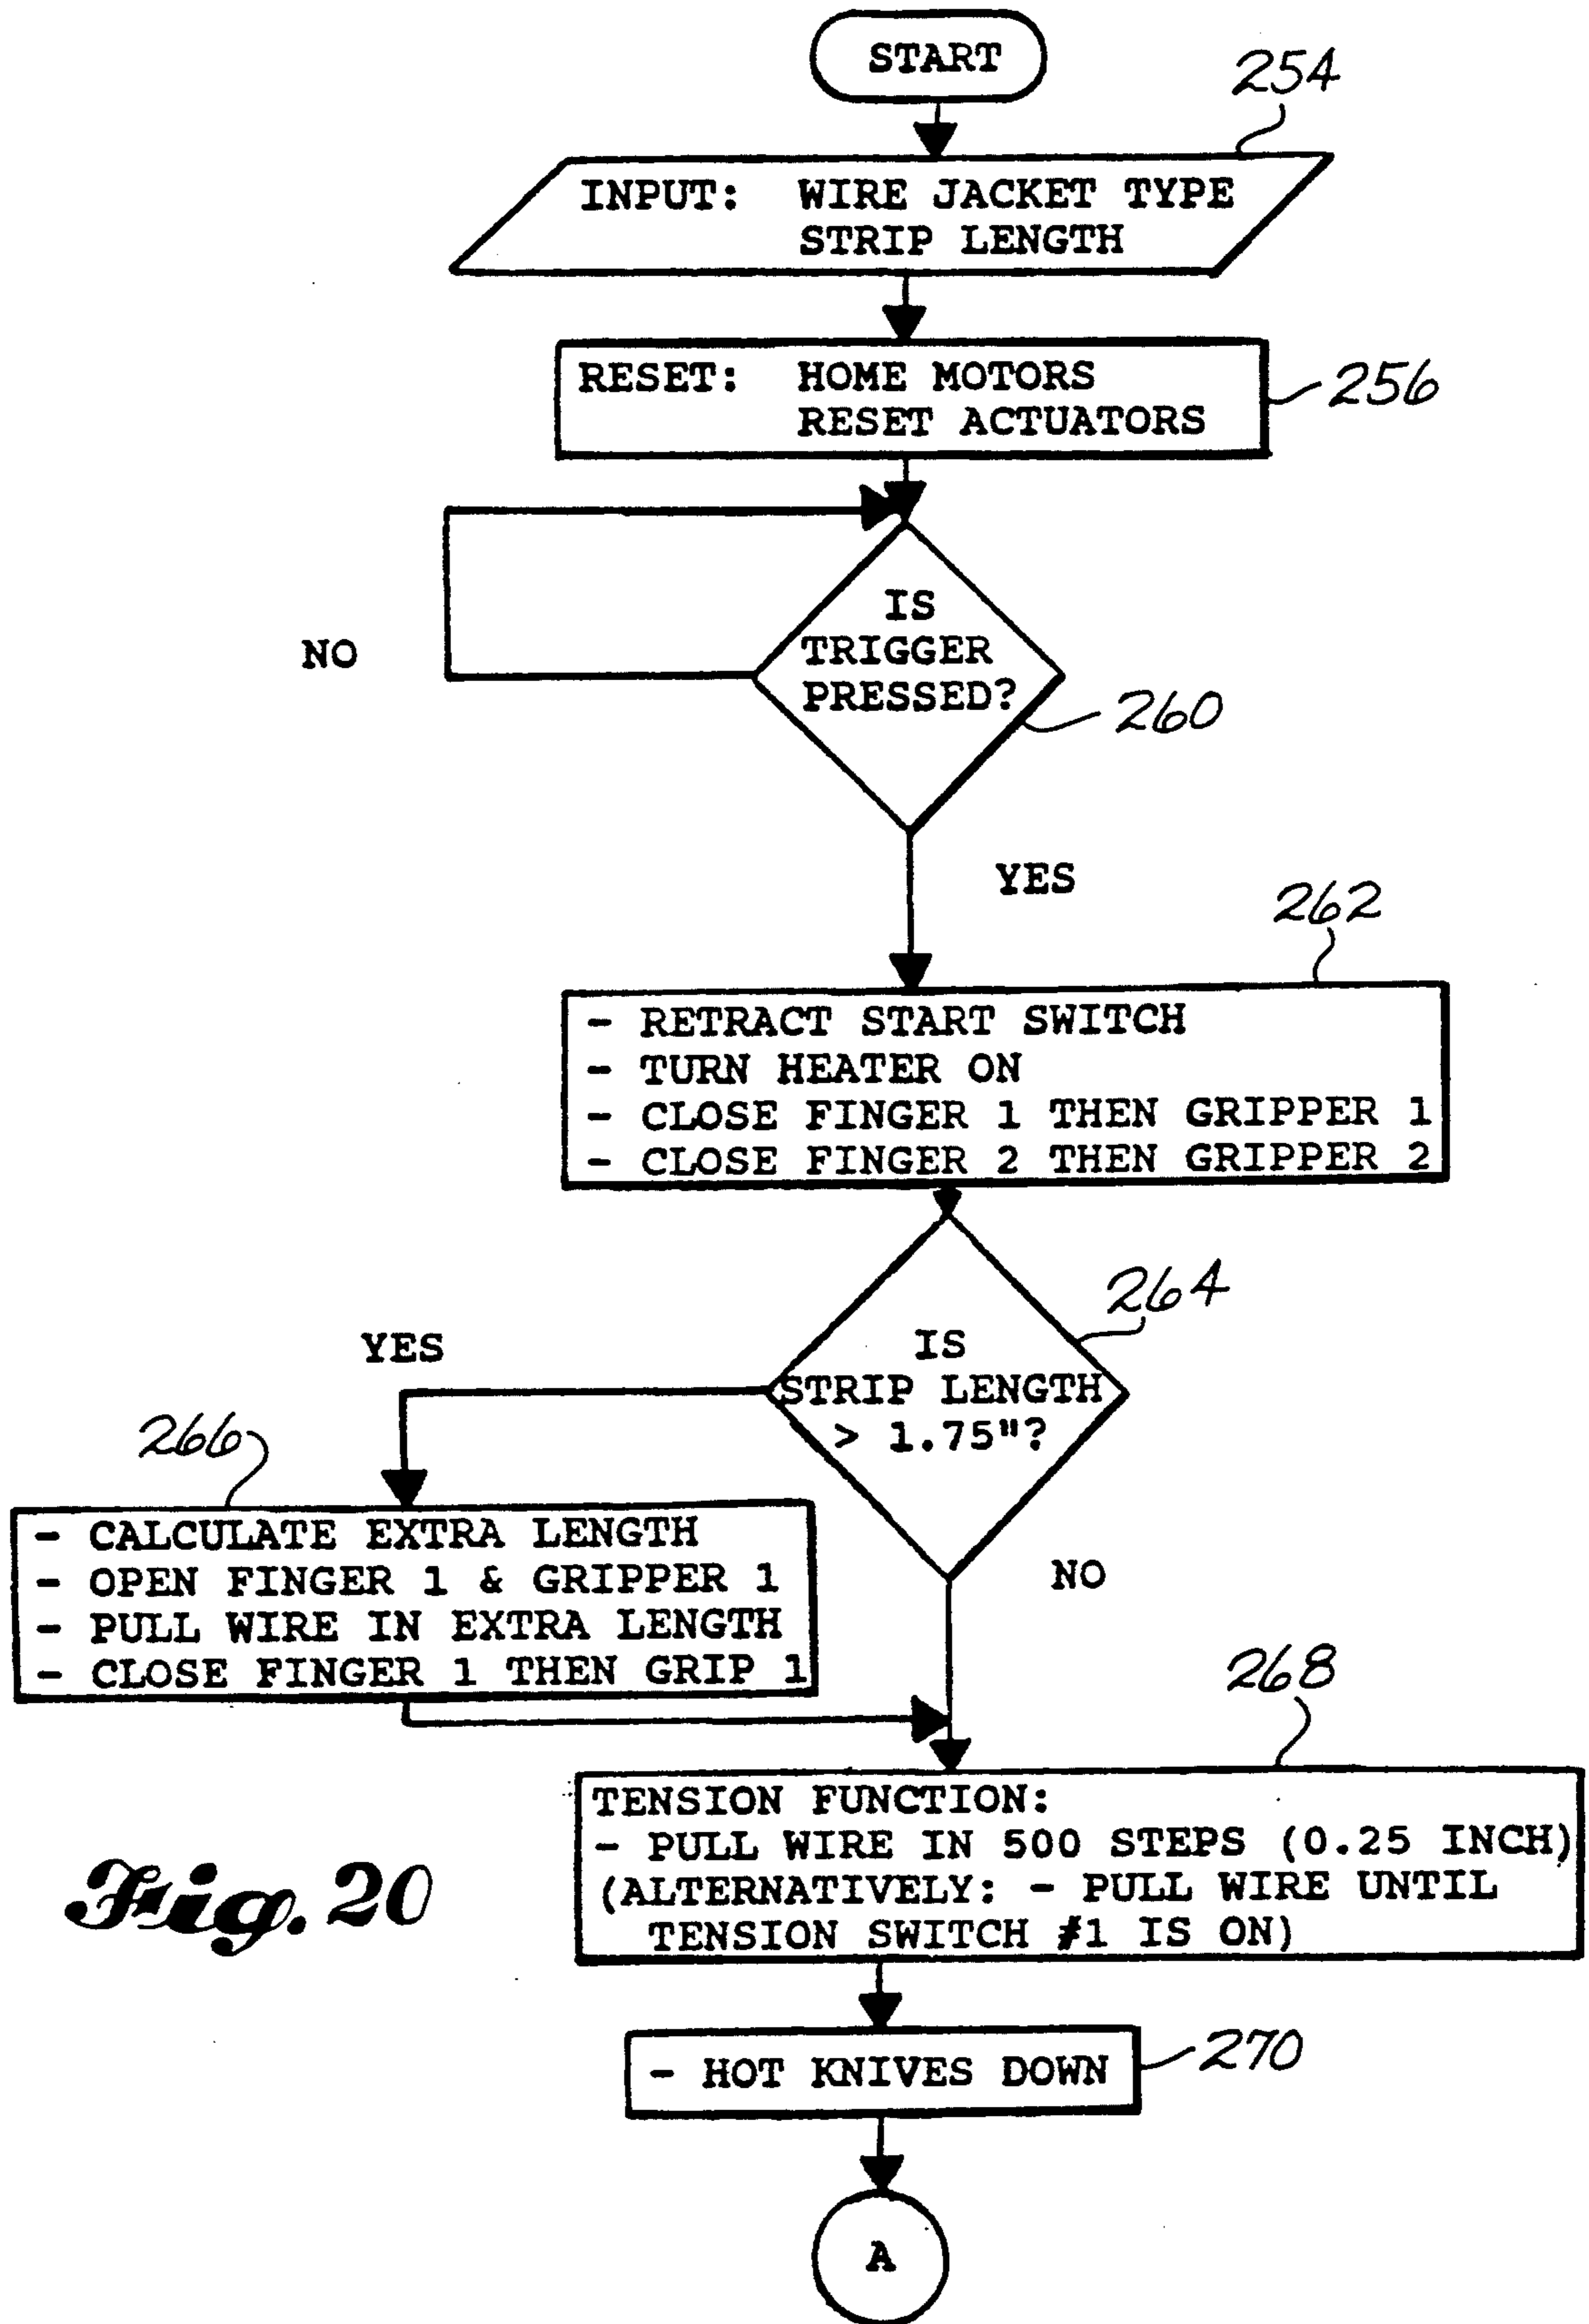 START
254
INPUT: WIRE JACKET TYPE
STRIP LENGTH
RESET: HOME MOTORS
RESET ACTUATORS
256
IS
TRIGGER
PRESSED?
NO
260
YES
262
- RETRACT START SWITCH
- TURN HEATER ON
- CLOSE FINGER 1 THEN GRIPPER 1
- CLOSE FINGER 2 THEN GRIPPER 2
264
IS
STRIP LENGTH
> 1.75"?
YES
266
- CALCULATE EXTRA LENGTH
- OPEN FINGER 1 & GRIPPER 1
- PULL WIRE IN EXTRA LENGTH
- CLOSE FINGER 1 THEN GRIP 1
NO
268
TENSION FUNCTION:
- PULL WIRE IN 500 STEPS (0.25 INCH)
(ALTERNATIVELY: - PULL WIRE UNTIL
TENSION SWITCH #1 IS ON)
Fig. 20
- HOT KNIVES DOWN
270
A